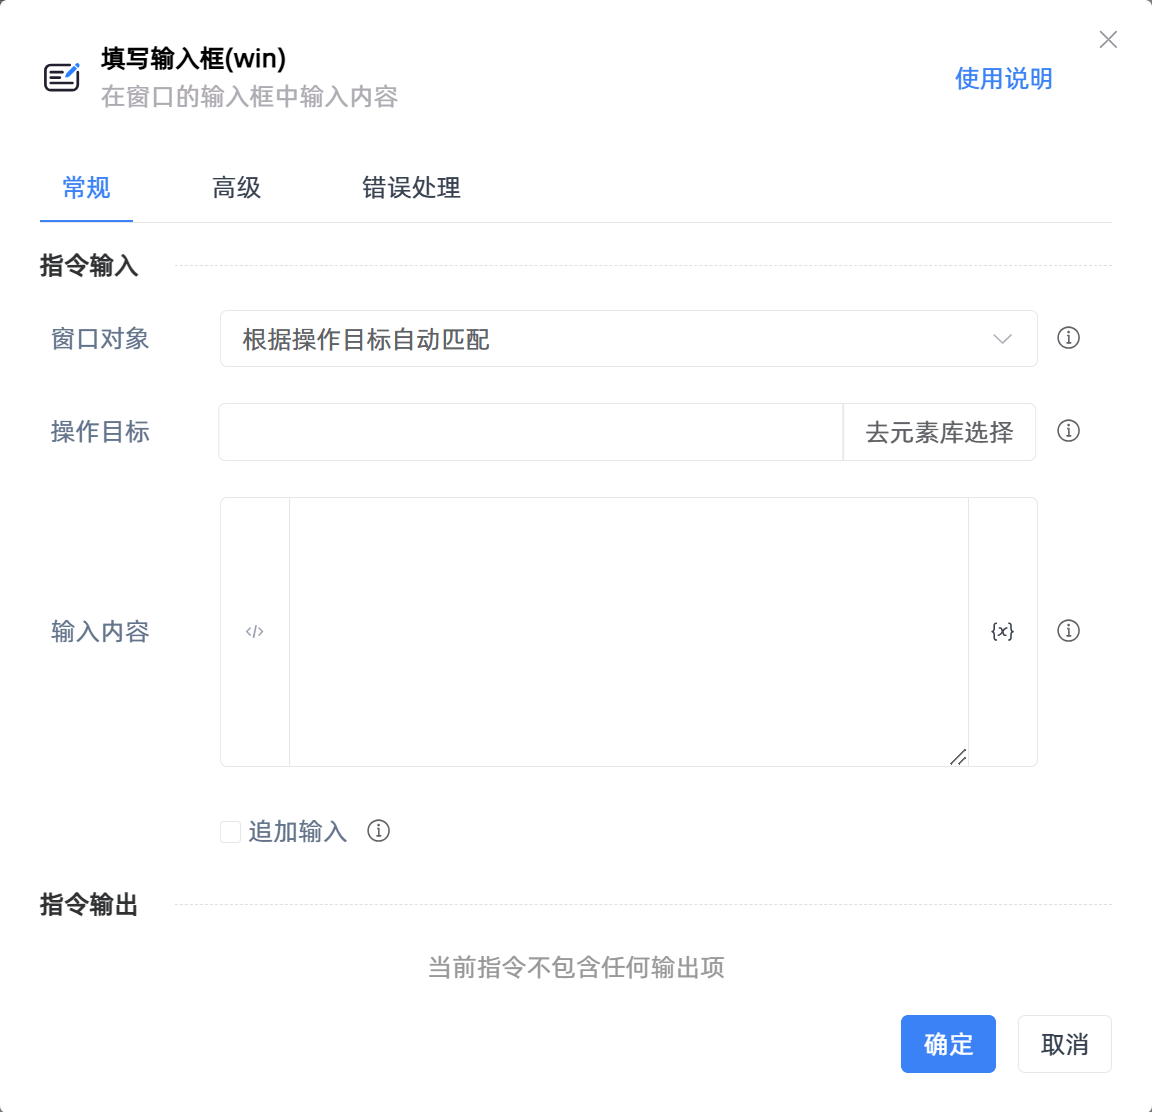 填写输入框(win)
在窗口的输入框中输入内容
使用说明
常规
高级
错误处理
指令输入
窗口对象
根据操作目标自动匹配
操作目标
去元素库选择
输入内容
</>
{x}
追加输入
指令输出
当前指令不包含任何输出项
确定
取消